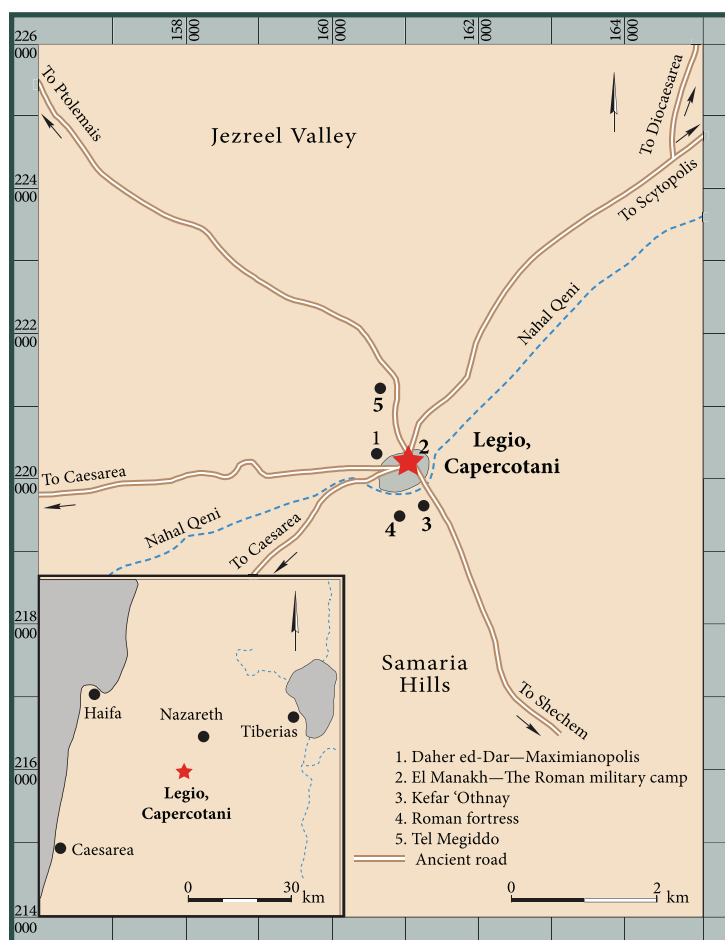 158
000
160
000
162
000
164
000
226
000
224
000
222
000
220
000
218
000
216
000
214
000
To Ptolemais
Jezreel Valley
To Diocaesarea
To Scytopolis
Nahal Qeni
5
1
2
Legio,
Capercotani
To Caesarea
Nahal Qeni
To Caesarea
4
3
Samaria
Hills
To Shechem
Haifa
Nazareth
Tiberias
Legio,
Capercotani
Caesarea
0 30 km
1. Daher ed-Dar—Maximianopolis
2. El Manakh—The Roman military camp
3. Kefar ‘Othnay
4. Roman fortress
5. Tel Megiddo
Ancient road
0 2 km